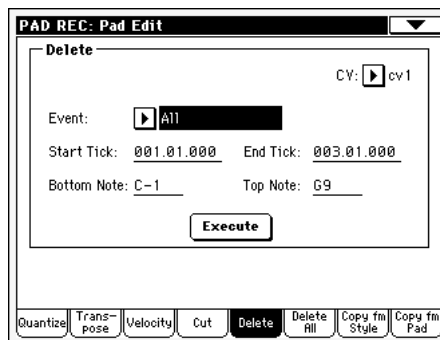 PAD REC: Pad Edit
Delete
CV: cv1
Event: All
Start Tick: 001.01.000 End Tick: 003.01.000
Bottom Note: C-1 Top Note: G9
Execute
Quantize Trans-pose Velocity Cut Delete Delete All Copy fm Style Copy fm Pad